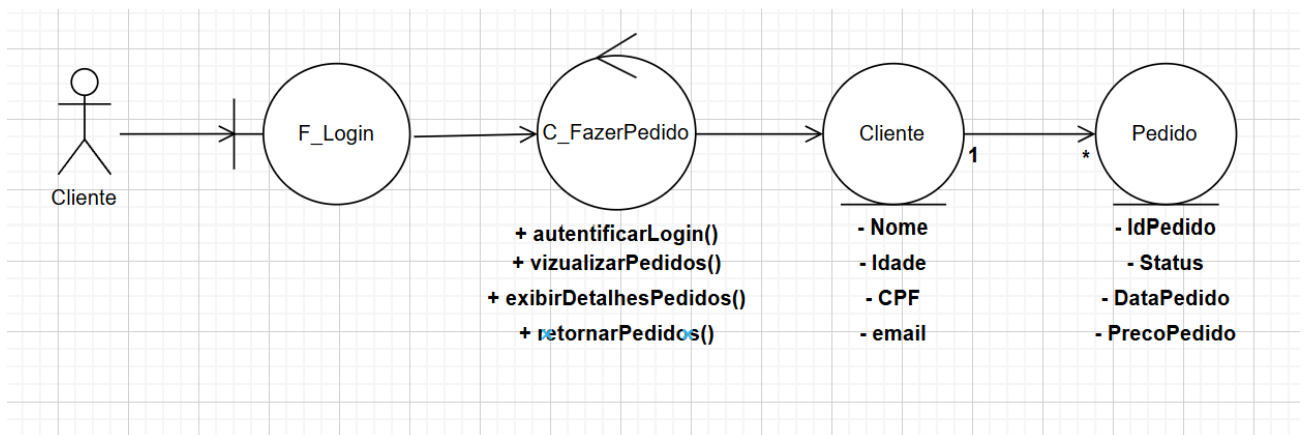 Cliente
F_Login
C_FazerPedido
+ autentificarLogin()
+ vizualizarPedidos()
+ exibirDetalhesPedidos()
+ retornarPedidos()
Cliente
1
- Nome
- Idade
- CPF
- email
*
Pedido
- IdPedido
- Status
- DataPedido
- PrecoPedido